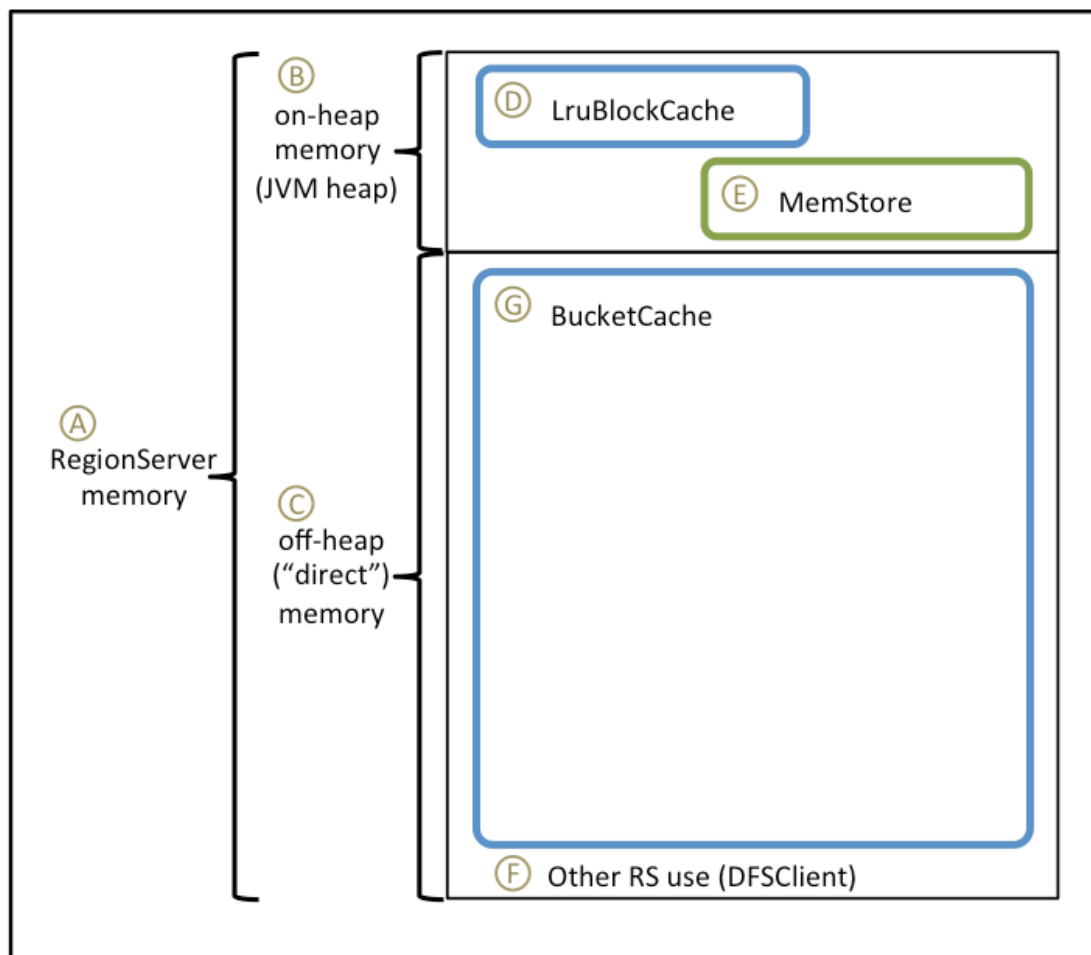 B
on-heap
memory
(JVM heap)
D LruBlockCache
E MemStore
G BucketCache
A
RegionServer
memory
C
off-heap
(“direct”)
memory
F Other RS use (DFSClient)